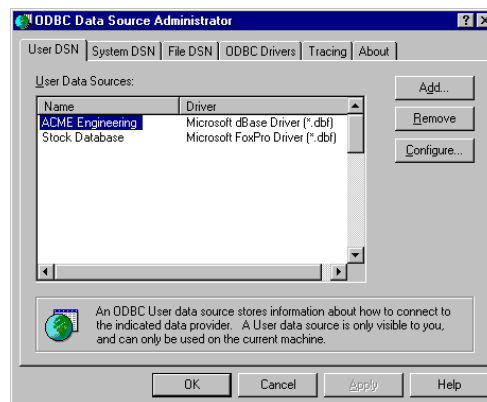 ODBC Data Source Administrator
User DSN System DSN File DSN ODBC Drivers Tracing About
User Data Sources:
Add...
Name Driver
ACME Engineering Microsoft dBase Driver (*.dbf)
Remove
Stock Database Microsoft FoxPro Driver (*.dbf)
Configure...
An ODBC User data source stores information about how to connect to
the indicated data provider. A User data source is only visible to you,
and can only be used on the current machine.
OK Cancel Apply Help